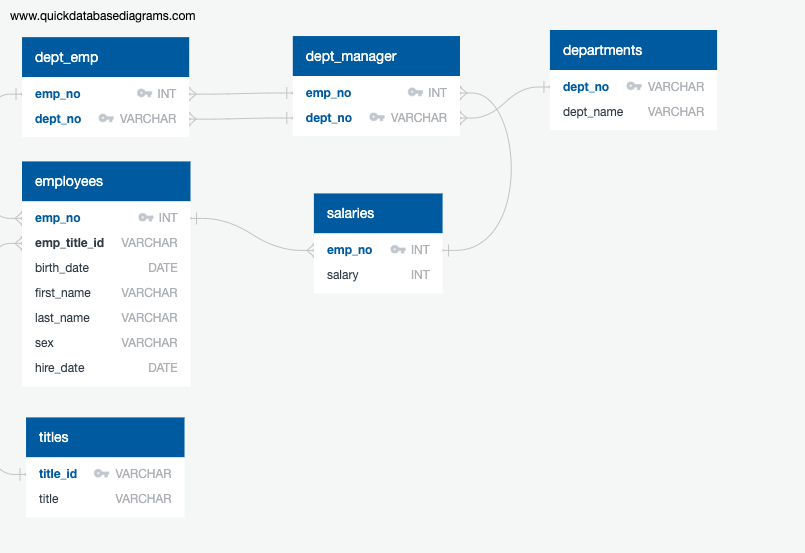 www.quickdatabasediagrams.com
dept_emp
emp_no INT
dept_no VARCHAR
dept_manager
emp_no INT
dept_no VARCHAR
departments
dept_no VARCHAR
dept_name VARCHAR
employees
emp_no INT
emp_title_id VARCHAR
birth_date DATE
first_name VARCHAR
last_name VARCHAR
sex VARCHAR
hire_date DATE
salaries
emp_no INT
salary INT
titles
title_id VARCHAR
title VARCHAR